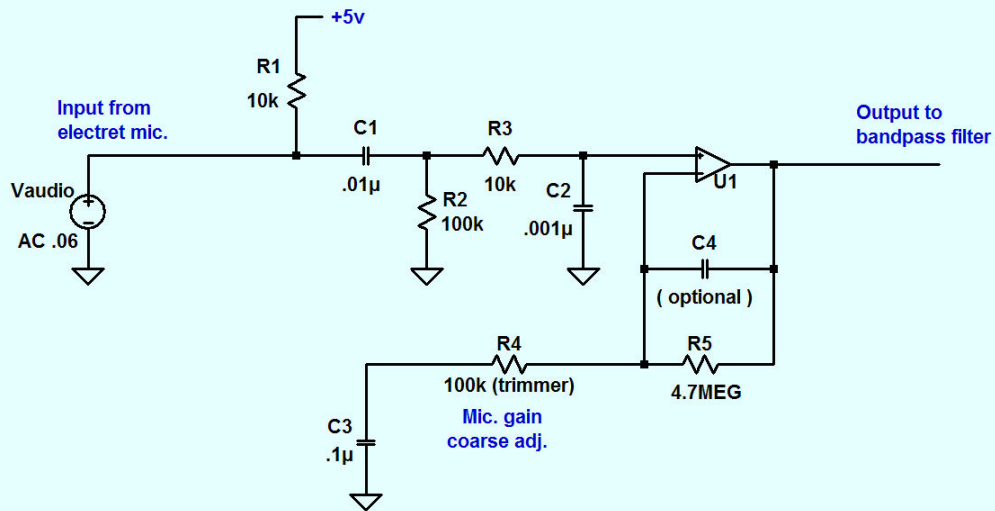 +5v
R1
10k
Input from
electret mic.
C1
.01µ
R3
10k
Output to
bandpass filter
+
−
U1
Vaudio
+
−
AC .06
R2
100k
C2
.001µ
C4
( optional )
R4
100k (trimmer)
R5
4.7MEG
Mic. gain
coarse adj.
C3
.1µ